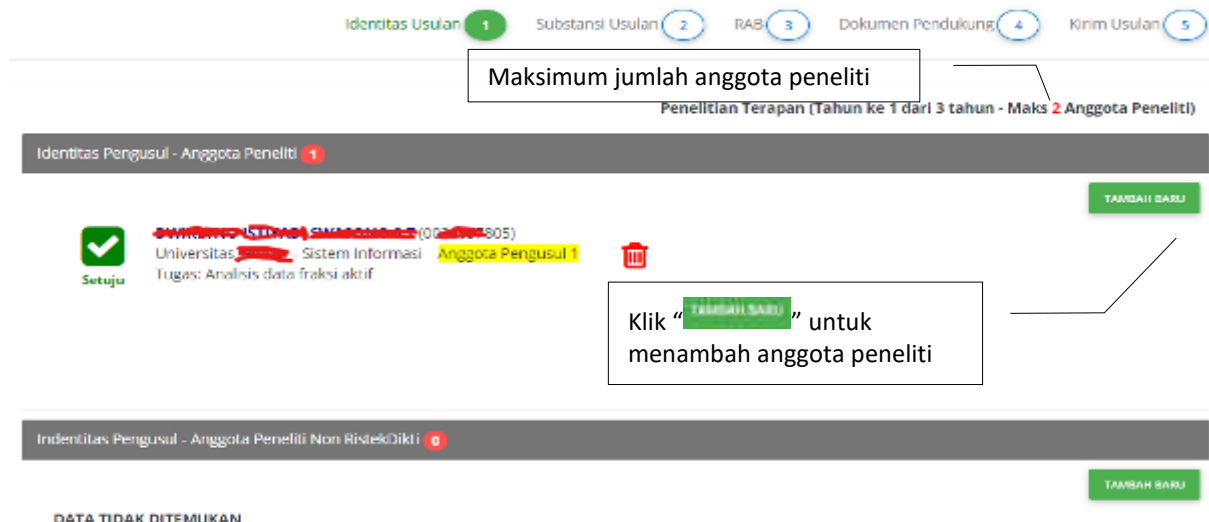 Identitas Usulan 1 Substansi Usulan 2 RAB 3 Dokumen Pendukung 4 Kirim Usulan 5
Maksimum jumlah anggota peneliti
Penelitian Terapan (Tahun ke 1 dari 3 tahun - Maks 2 Anggota Peneliti)
Identitas Pengusul - Anggota Peneliti 1
TAMBAH BARU
805)
Universitas - Sistem Informasi Anggota Pengusul 1
Setuju
Tugas: Analisis data fraksi aktif
Klik “TAMBAH BARU” untuk
menambah anggota peneliti
Indentitas Pengusul - Anggota Peneliti Non RistekDikti 0
TAMBAH BARU
DATA TIDAK DITEMUKAN